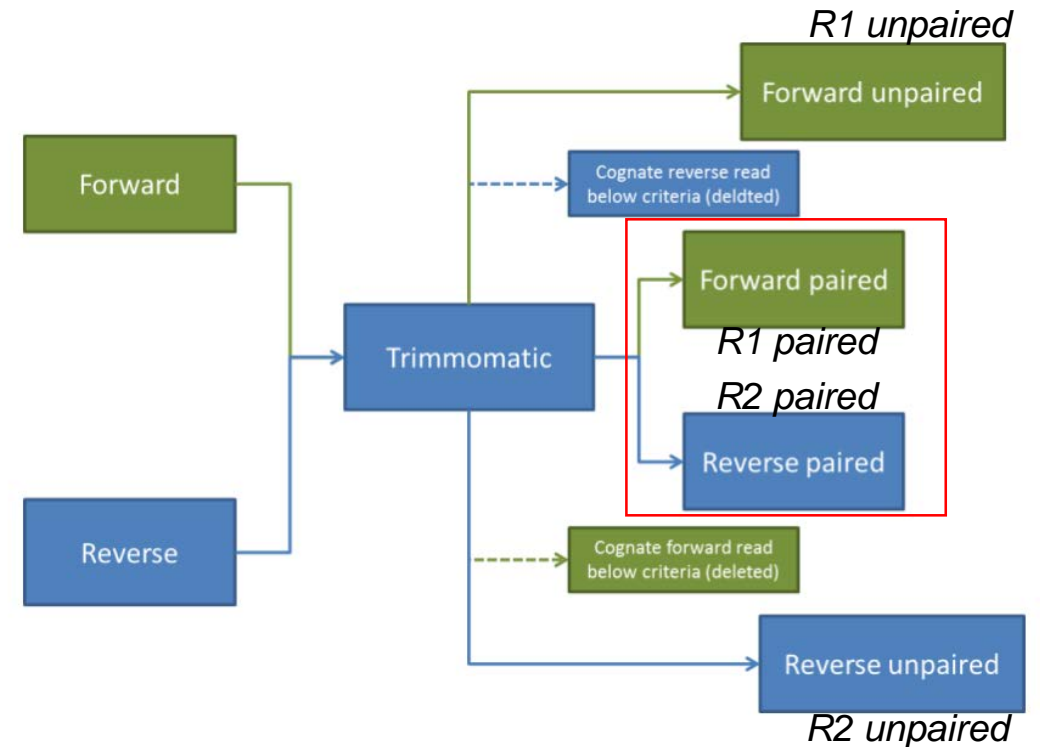 R1 unpaired
Forward unpaired
Forward
Cognate reverse read
below criteria (deldted)
Forward paired
R1 paired
Trimmomatic
R2 paired
Reverse paired
Reverse
Cognate forward read
below criteria (deleted)
Reverse unpaired
R2 unpaired